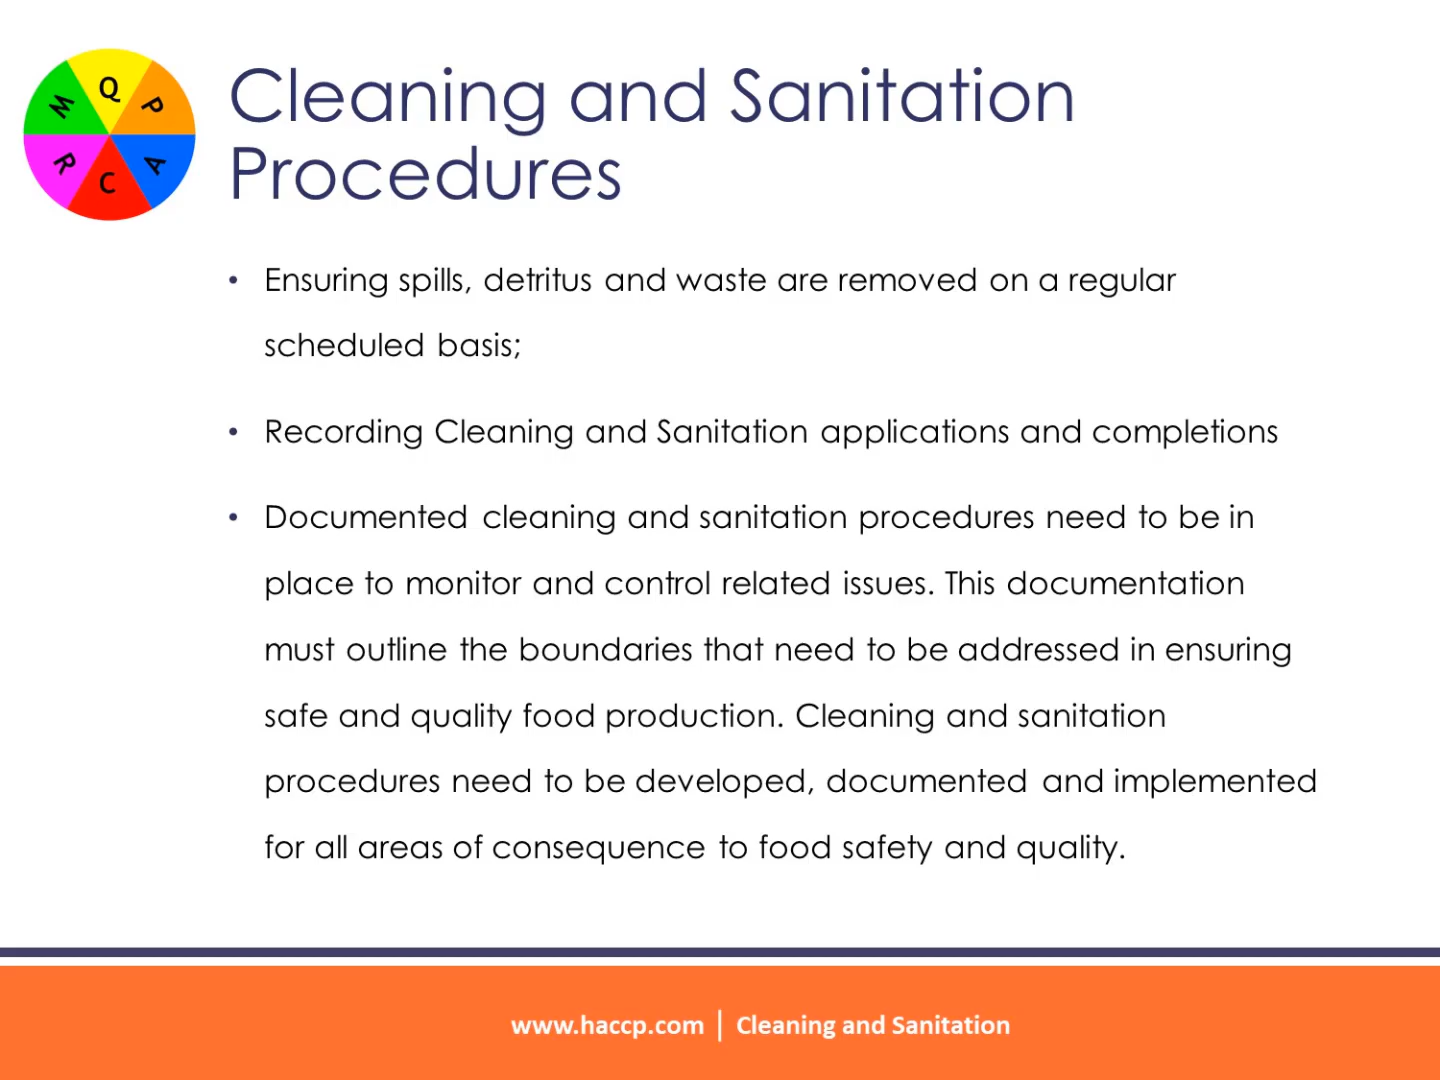 Q
P
A
C
R
M
Cleaning and Sanitation
Procedures
• Ensuring spills, detritus and waste are removed on a regular
scheduled basis;
• Recording Cleaning and Sanitation applications and completions
• Documented cleaning and sanitation procedures need to be in
place to monitor and control related issues. This documentation
must outline the boundaries that need to be addressed in ensuring
safe and quality food production. Cleaning and sanitation
procedures need to be developed, documented and implemented
for all areas of consequence to food safety and quality.
www.haccp.com | Cleaning and Sanitation